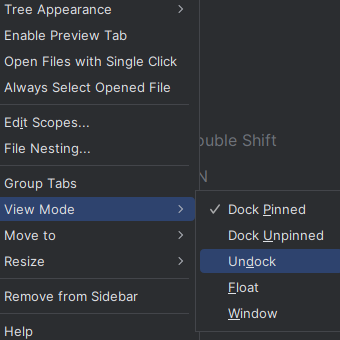 Tree Appearance
Enable Preview Tab
Open Files with Single Click
Always Select Opened File
Edit Scopes...
File Nesting...
Group Tabs
View Mode
Move to
Resize
Remove from Sidebar
Help
Shift
Dock Pinned
Dock Unpinned
Undock
Float
Window